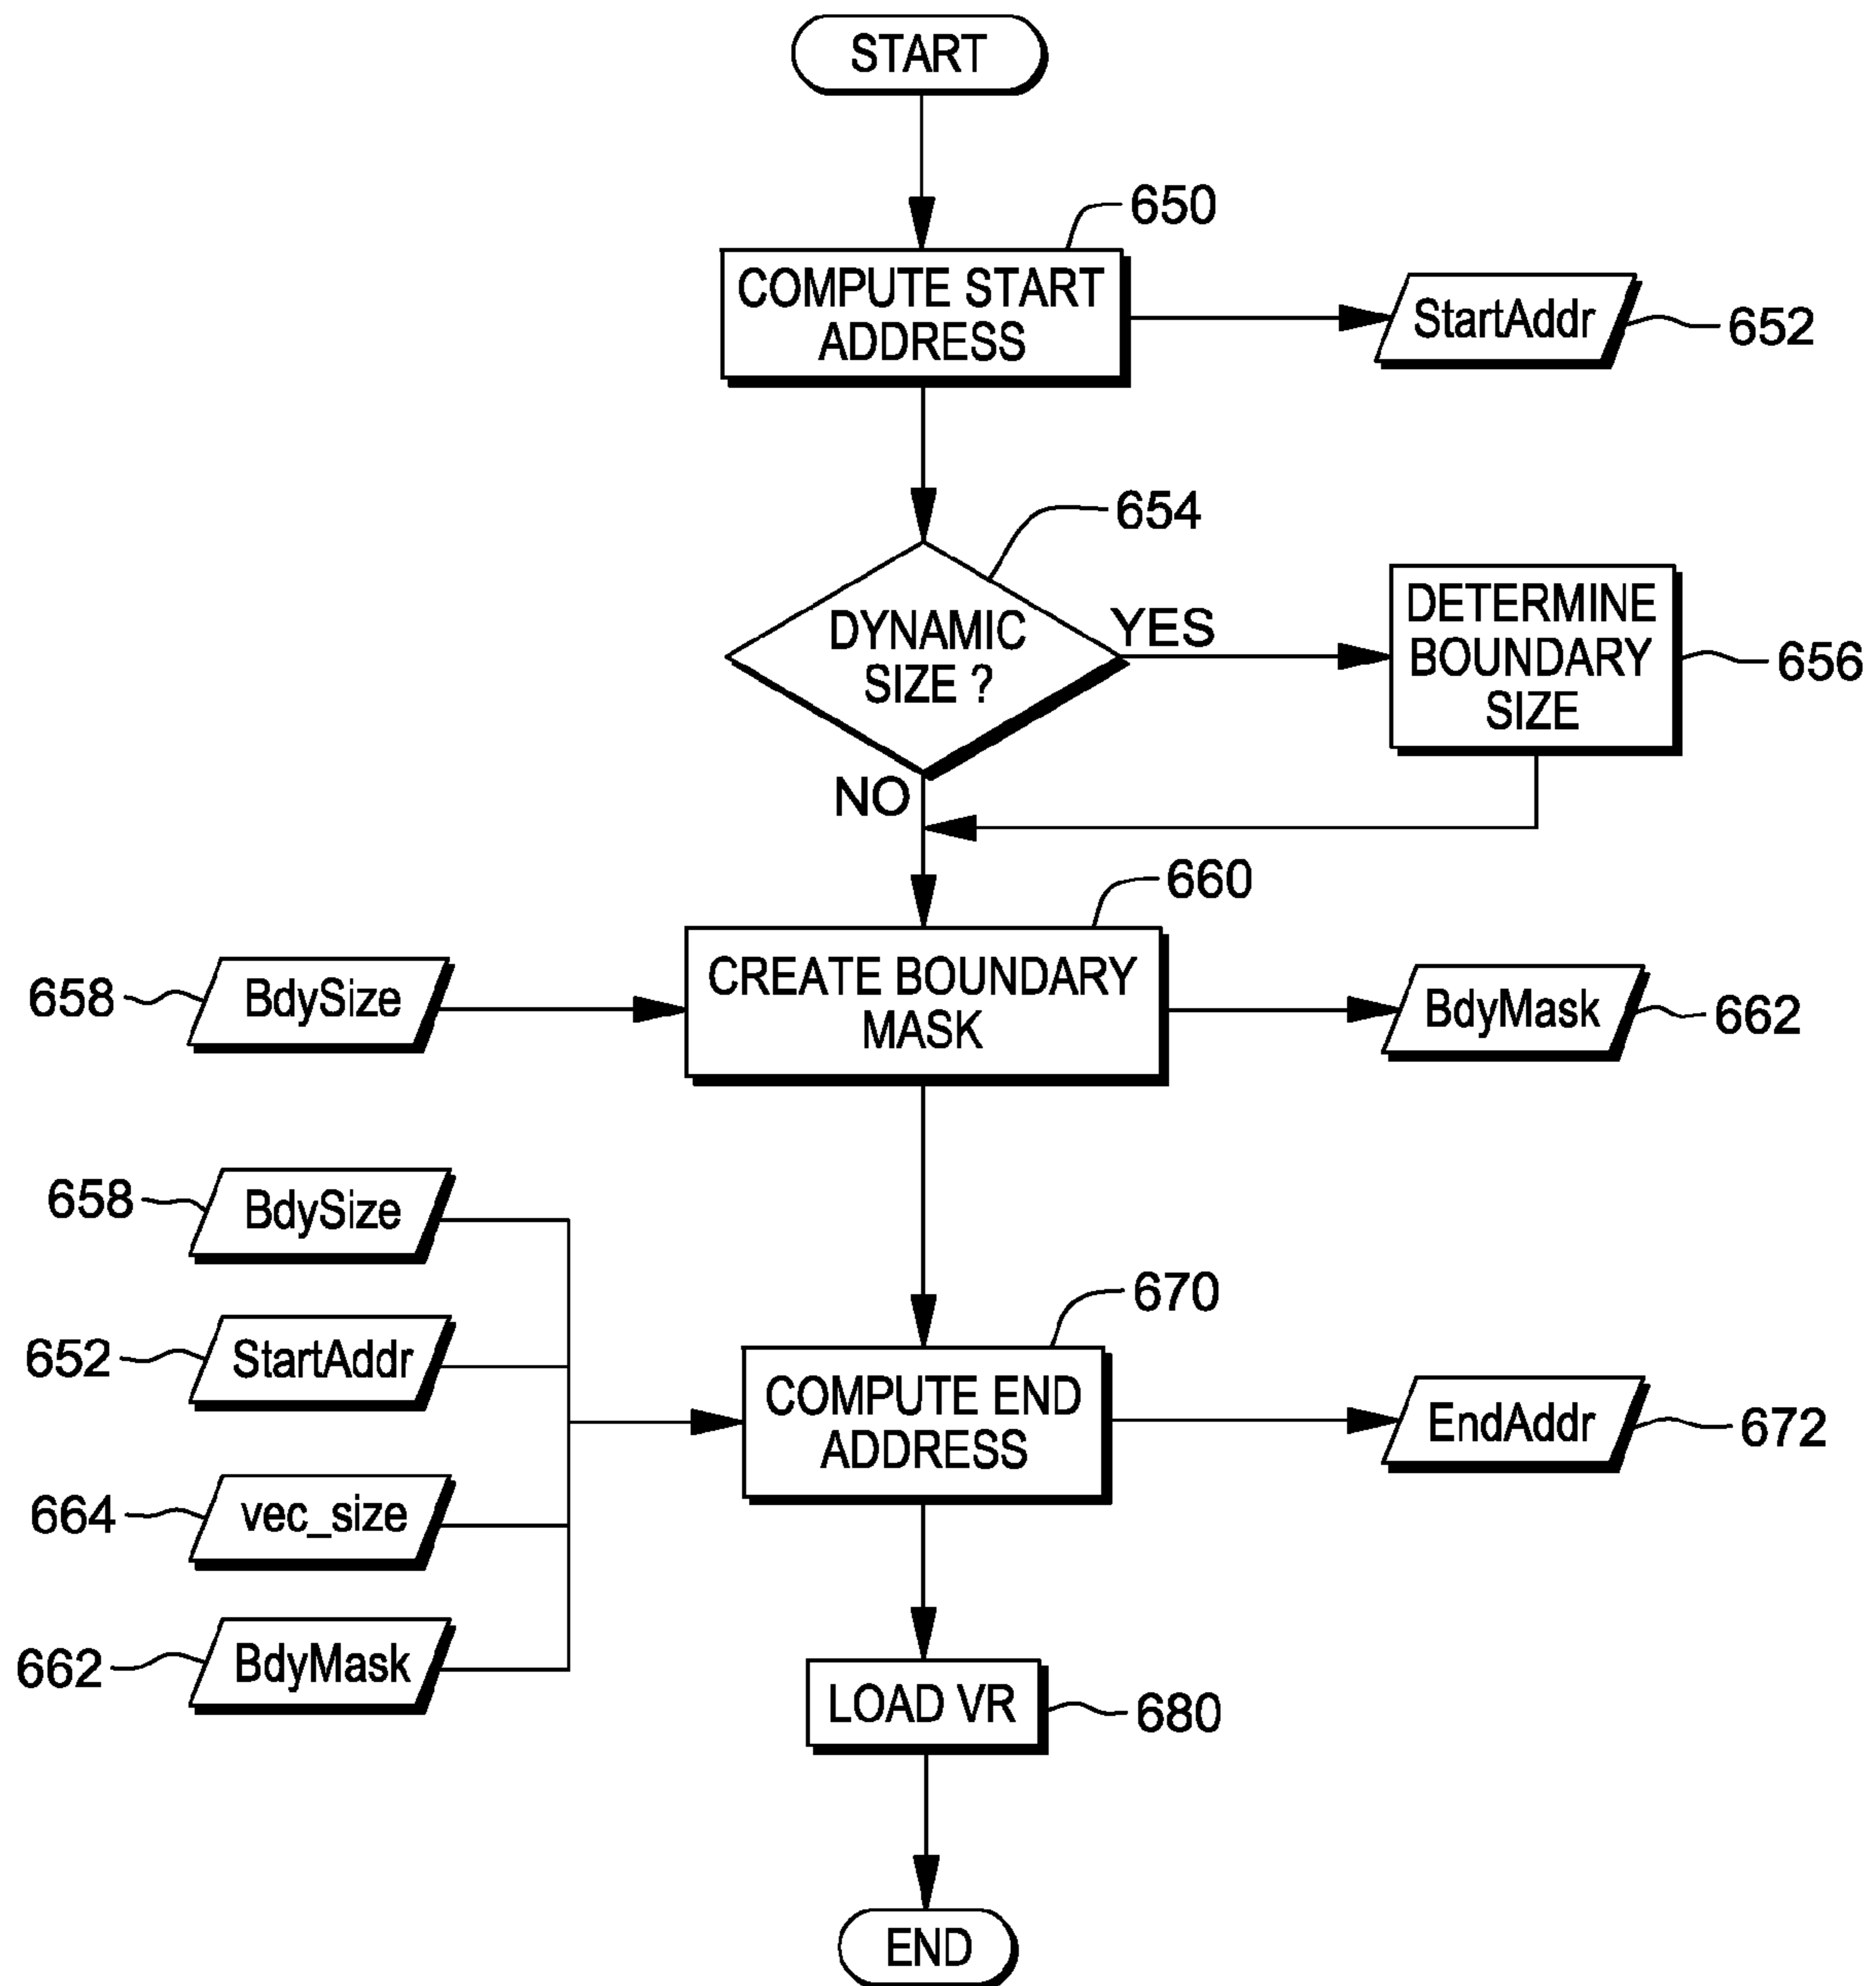 START
650
COMPUTE START
ADDRESS
StartAddr
652
654
DYNAMIC
SIZE ?
YES
DETERMINE
BOUNDARY
SIZE
656
NO
660
658
BdySize
CREATE BOUNDARY
MASK
BdyMask
662
658
BdySize
652
StartAddr
664
vec_size
662
BdyMask
670
COMPUTE END
ADDRESS
EndAddr
672
LOAD VR
680
END